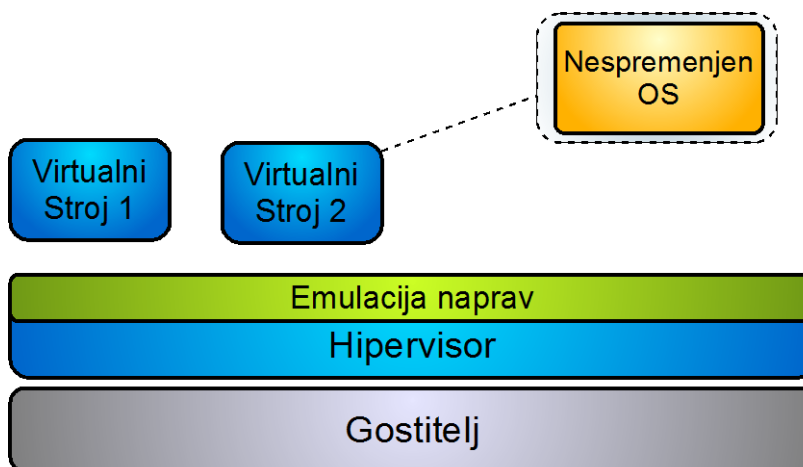 Nespremenjen
OS
Virtualni
Stroj 1
Virtualni
Stroj 2
Emulacija naprav
Hipervisor
Gostitelj